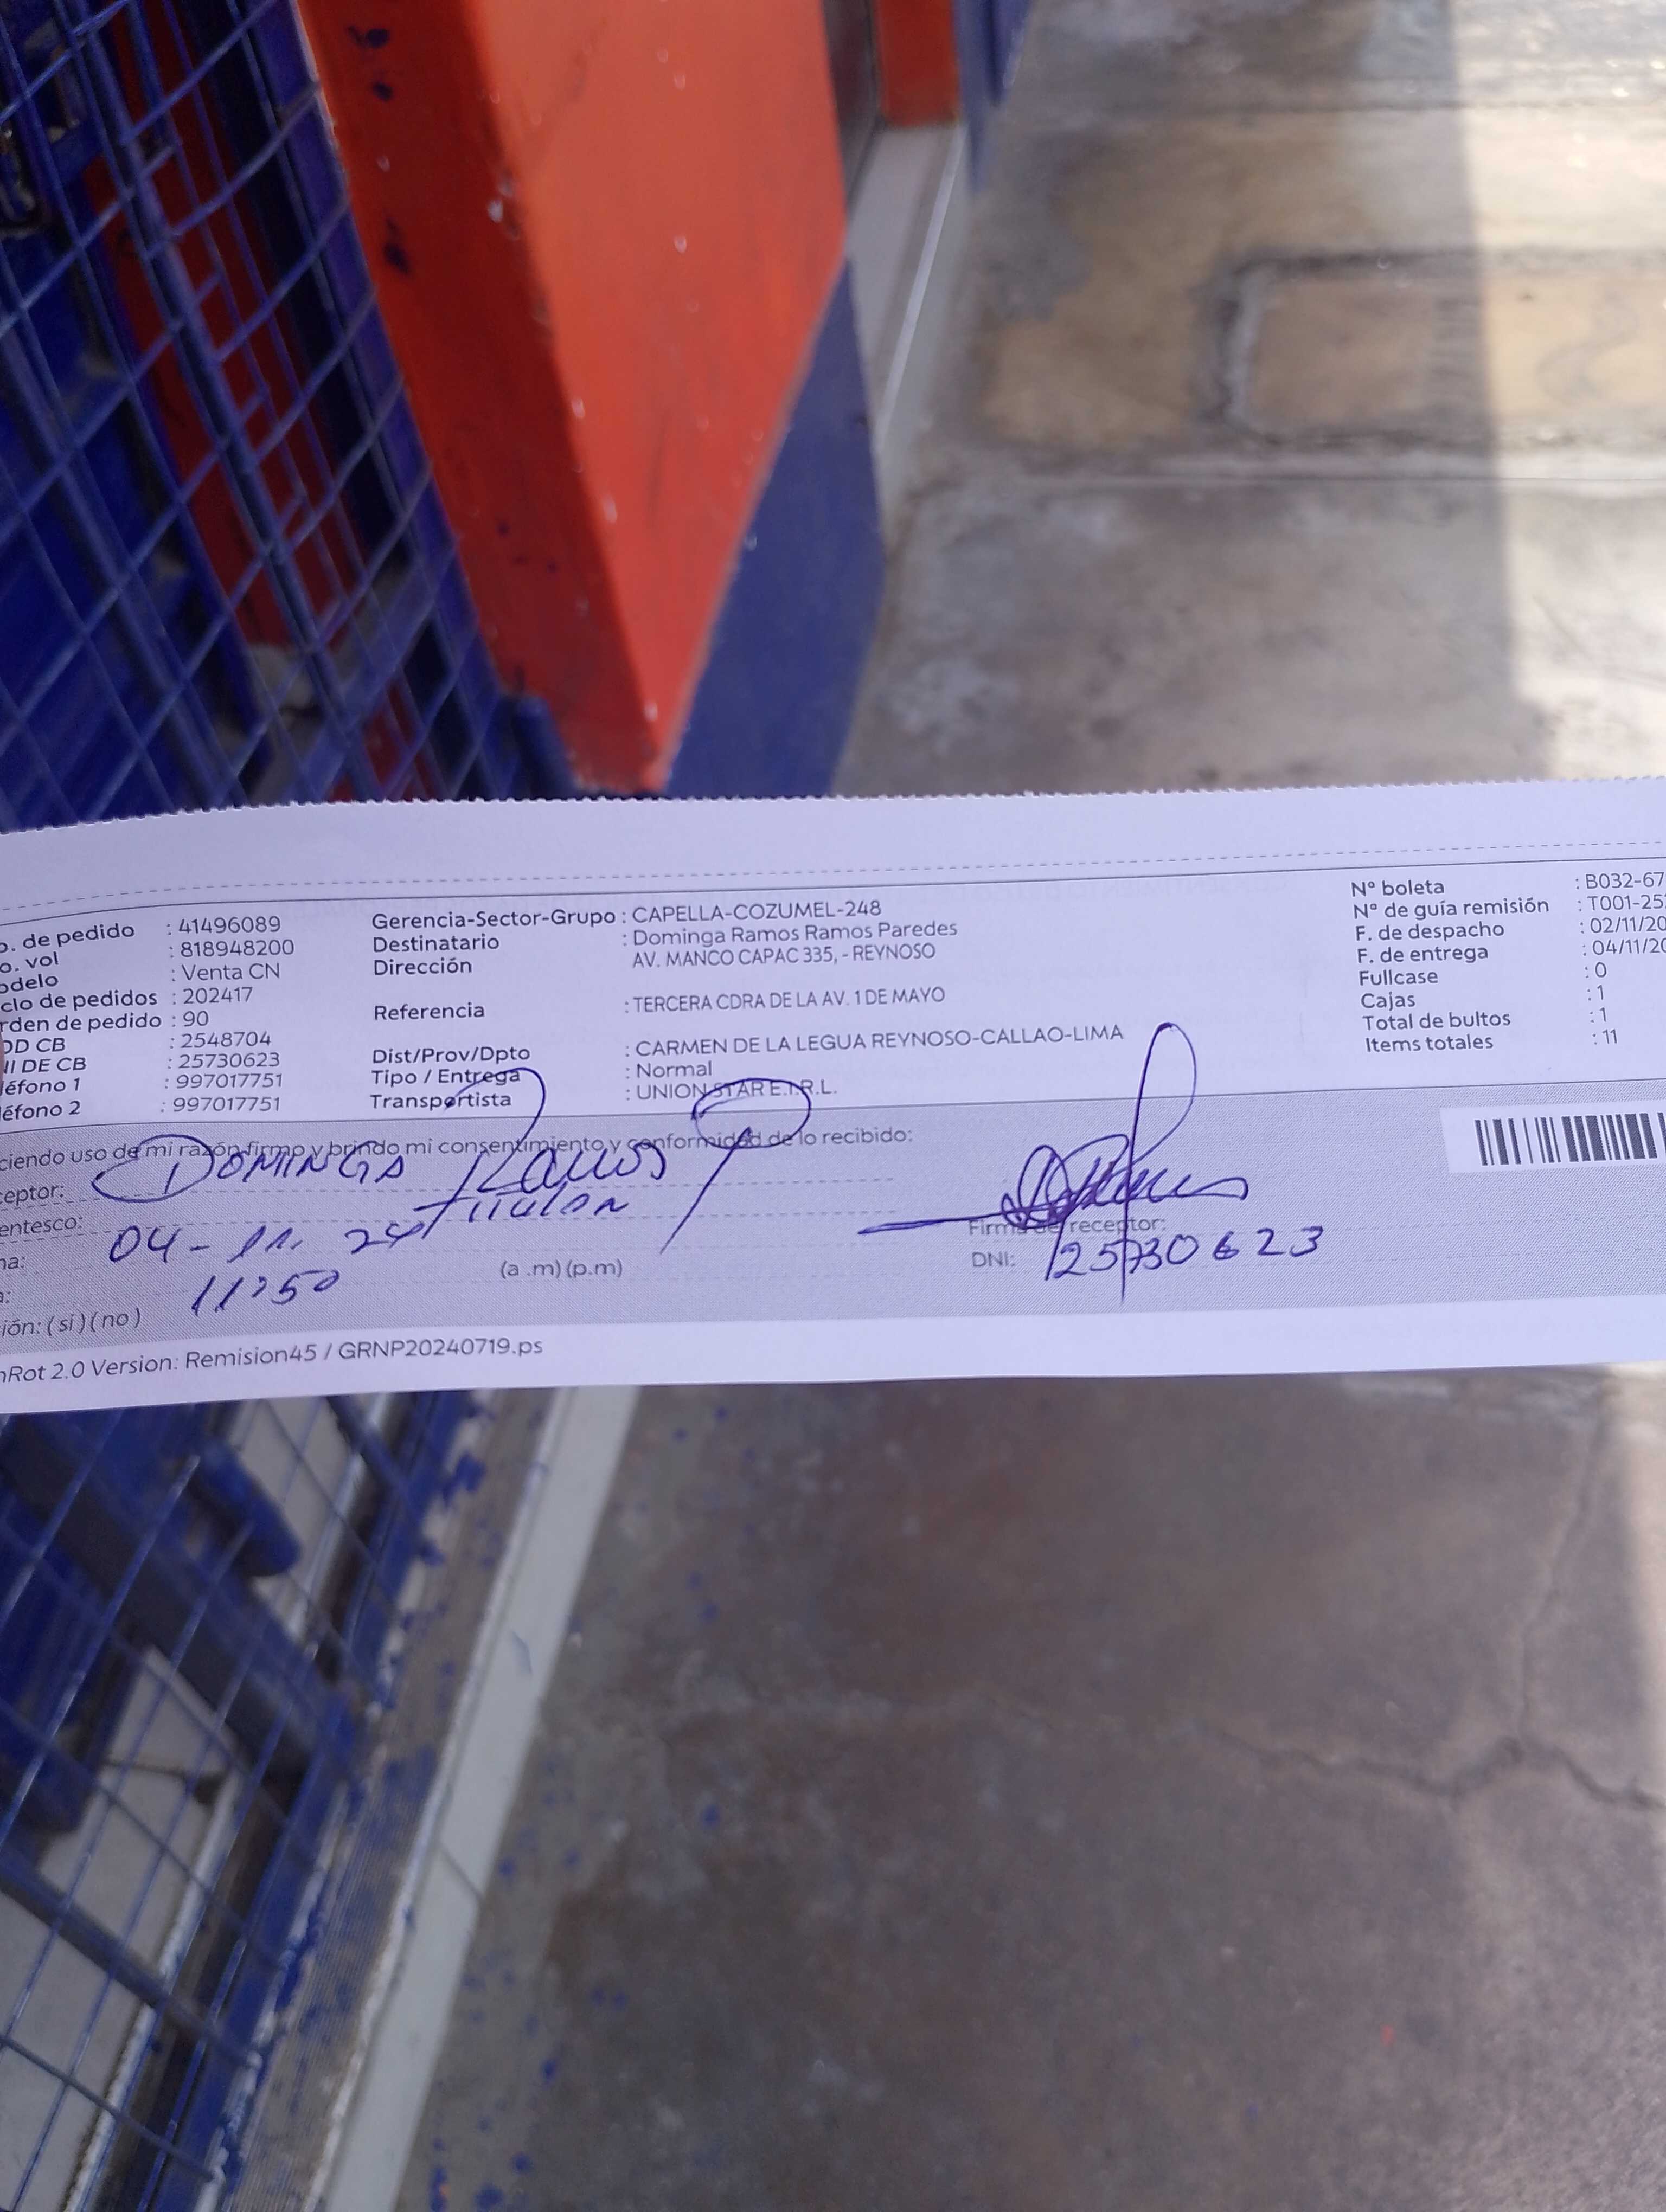 o. de pedido : 41496089
o. vol : 818948200
odelo : Venta CN
clo de pedidos : 202417
rden de pedido : 90
OD CB : 2548704
NI DE CB : 25730623
léfono 1 : 997017751
éfono 2 : 997017751
Gerencia-Sector-Grupo : CAPELLA-COZUMEL-248
Destinatario : Dominga Ramos Ramos Paredes
Dirección AV. MANCO CAPAC 335, - REYNOSO
Referencia : TERCERA CDRA DE LA AV. 1 DE MAYO
Dist/Prov/Dpto : CARMEN DE LA LEGUA REYNOSO-CALLAO-LIMA
Tipo / Entrega : Normal
Transportista : UNION STAR E.I.R.L.
Nº boleta : B032-67
Nº de guía remisión : T001-25
F. de despacho : 02/11/20
F. de entrega : 04/11/20
Fullcase : 0
Cajas : 1
Total de bultos : 1
Items totales : 11
ciendo uso de mi razón firmo y brindo mi consentimiento y conformidad de lo recibido:
eptor: DOMINGA Ramos P
entesco: Titular
ha: 04-11-24
a: 11:50 (a .m) (p.m)
ión: ( si ) ( no )
Firma del receptor:
DNI: 25730623
nRot 2.0 Version: Remision45 / GRNP20240719.ps